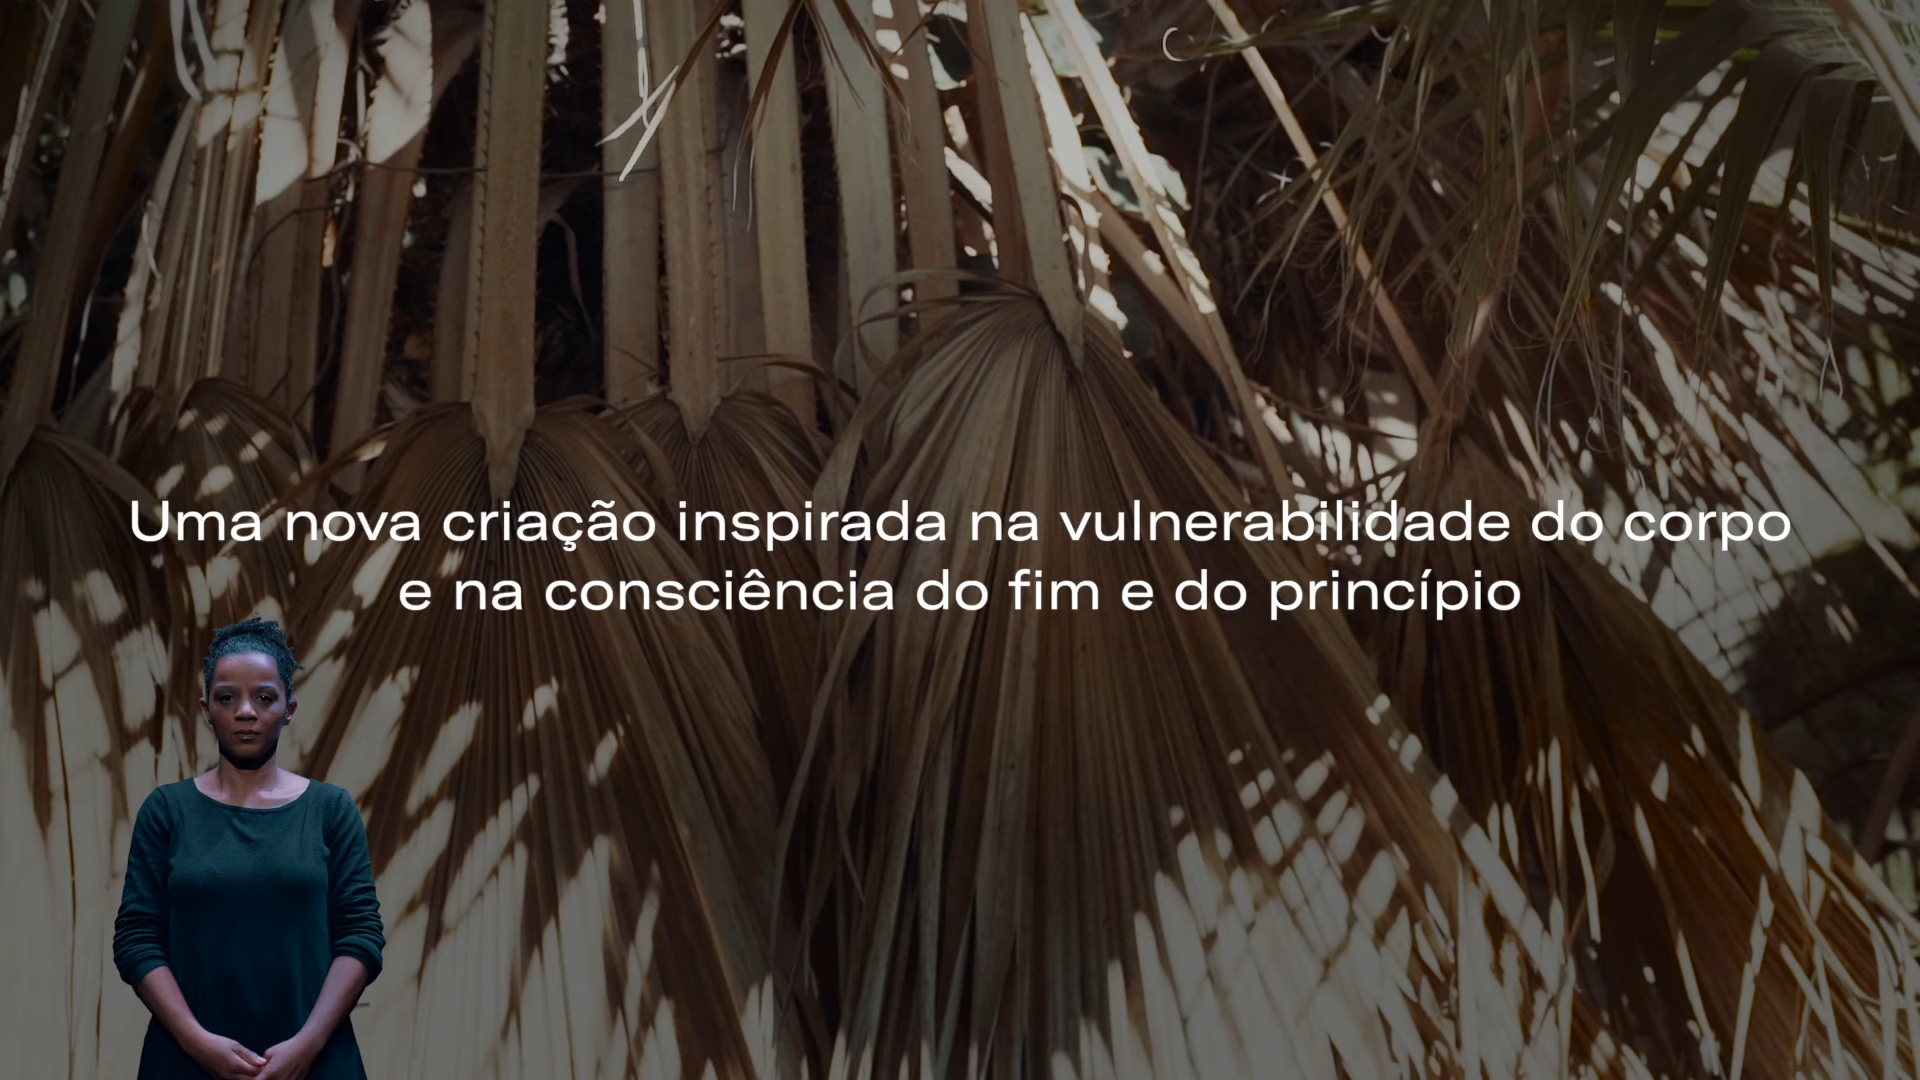 Uma nova criação inspirada na vulnerabilidade do corpo
e na consciência do fim e do princípio